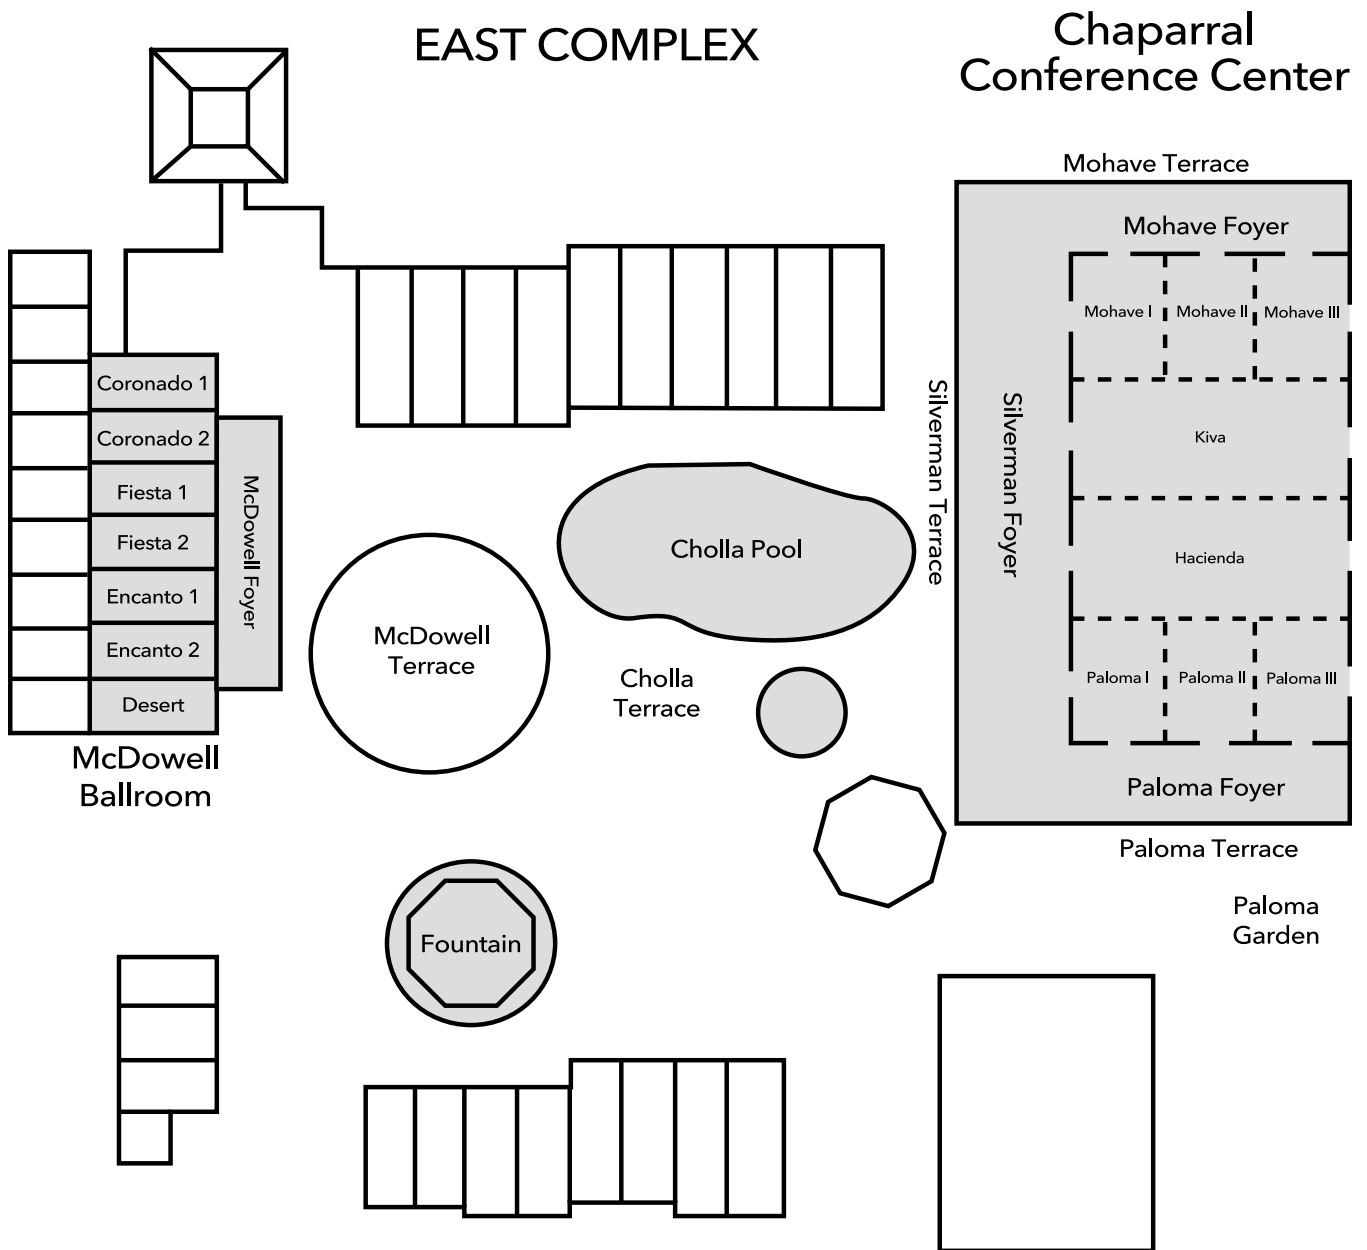 EAST COMPLEX
Chaparral
Conference Center
Mohave Terrace
Mohave Foyer
Mohave I
Mohave II
Mohave III
Kiva
Hacienda
Paloma I
Paloma II
Paloma III
Paloma Foyer
Paloma Terrace
Paloma
Garden
Silverman Terrace
Silverman Foyer
Coronado 1
Coronado 2
Fiesta 1
Fiesta 2
Encanto 1
Encanto 2
Desert
McDowell Foyer
McDowell
Ballroom
McDowell
Terrace
Cholla Pool
Cholla
Terrace
Fountain